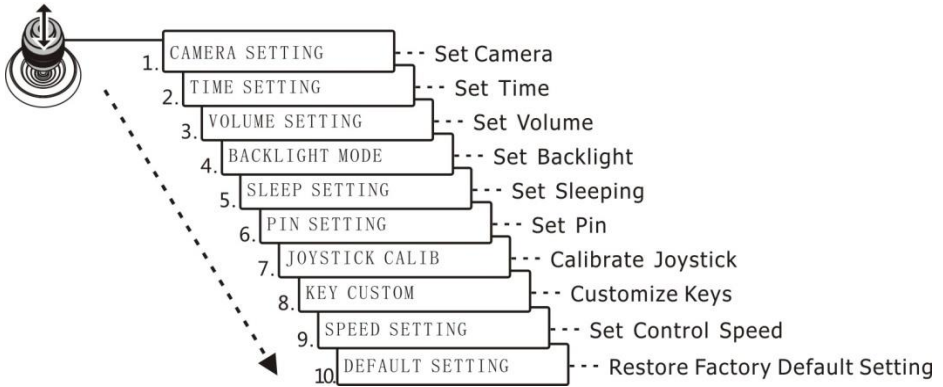 1. CAMERA SETTING Set Camera
2. TIME SETTING Set Time
3. VOLUME SETTING Set Volume
4. BACKLIGHT MODE Set Backlight
5. SLEEP SETTING Set Sleeping
6. PIN SETTING Set Pin
7. JOYSTICK CALIB Calibrate Joystick
8. KEY CUSTOM Customize Keys
9. SPEED SETTING Set Control Speed
10. DEFAULT SETTING Restore Factory Default Setting